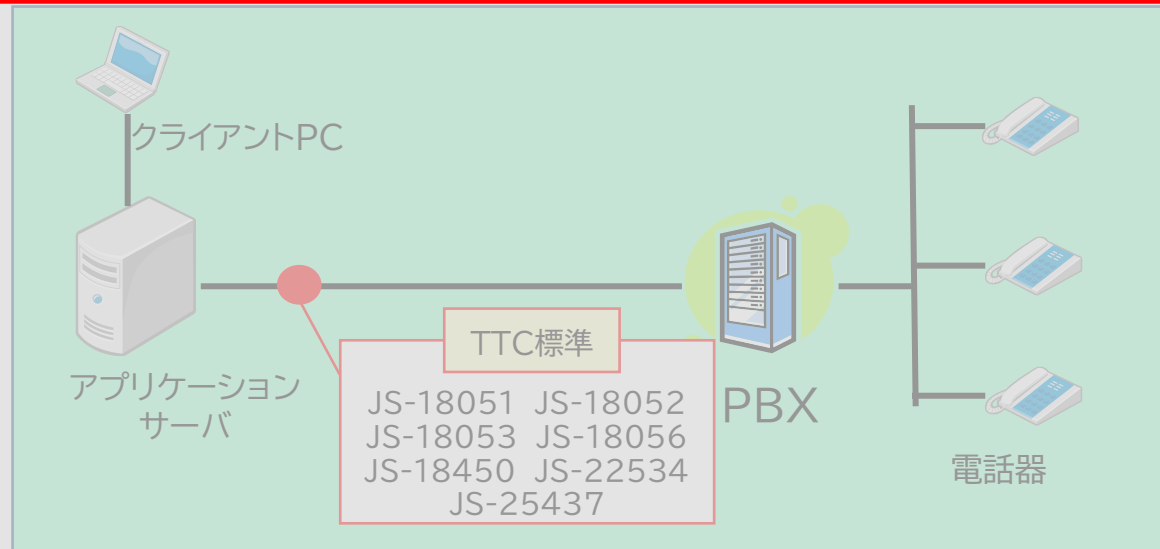 クライアントPC
アプリケーション
サーバ
TTC標準
JS-18051 JS-18052
JS-18053 JS-18056
JS-18450 JS-22534
JS-25437
PBX
電話器